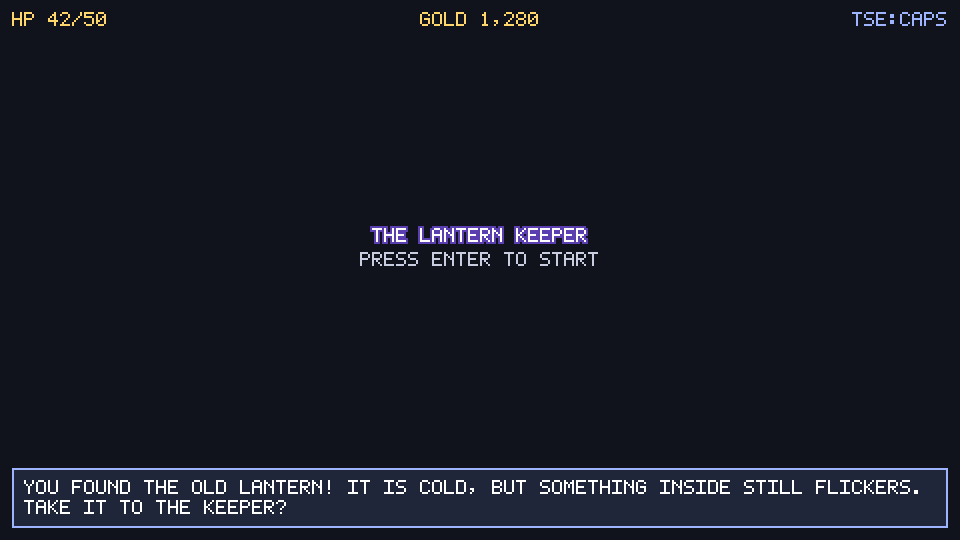 HP 42/50
GOLD 1,280
TSE:CAPS
THE LANTERN KEEPER
PRESS ENTER TO START
YOU FOUND THE OLD LANTERN! IT IS COLD, BUT SOMETHING INSIDE STILL FLICKERS.
TAKE IT TO THE KEEPER?